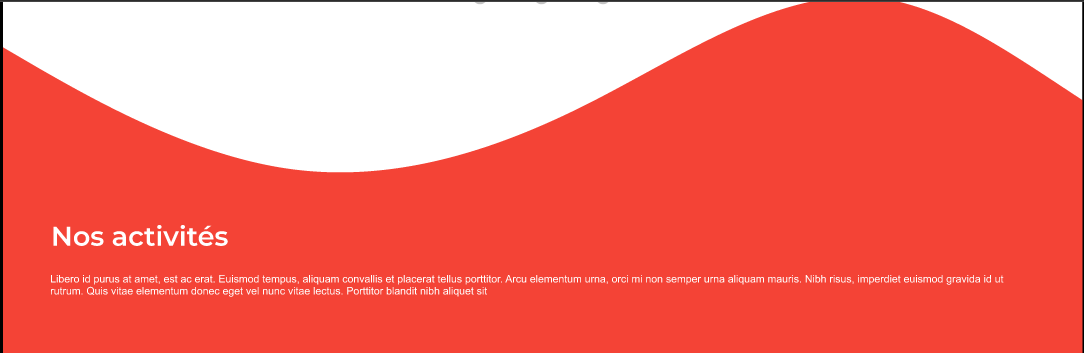 Nos activités
Libero id purus at amet, est ac erat. Euismod tempus, aliquam convallis et placerat tellus porttitor. Arcu elementum urna, orci mi non semper urna aliquam mauris. Nibh risus, imperdiet euismod gravida id ut
rutrum. Quis vitae elementum donec eget vel nunc vitae lectus. Porttitor blandit nibh aliquet sit